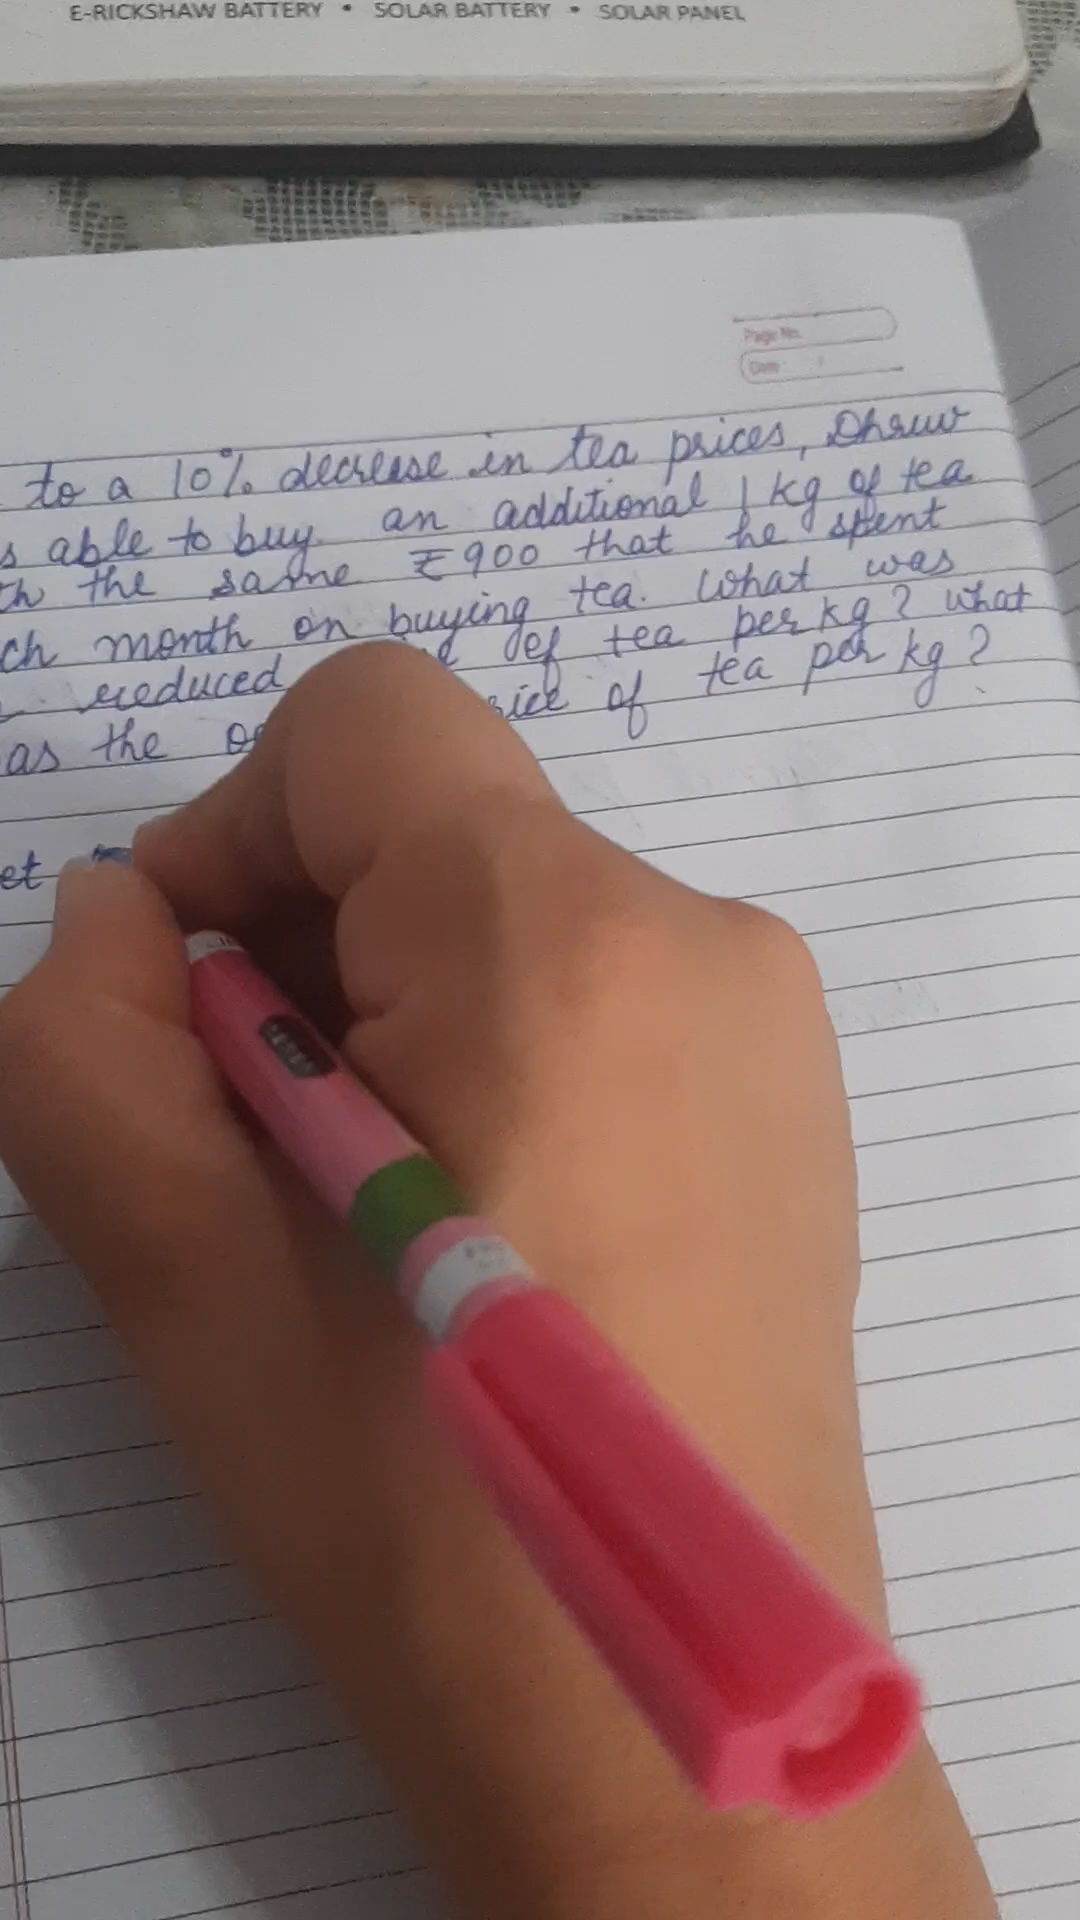 E-RICKSHAW BATTERY • SOLAR BATTERY • SOLAR PANEL
Page No.
Date
to a 10% decrease in tea prices, Dhruv
s able to buy an additional 1 kg of tea
the same ₹900 that he spent
ch month on buying tea. What was
reduced of tea per kg? What
as the of tea per kg?
et